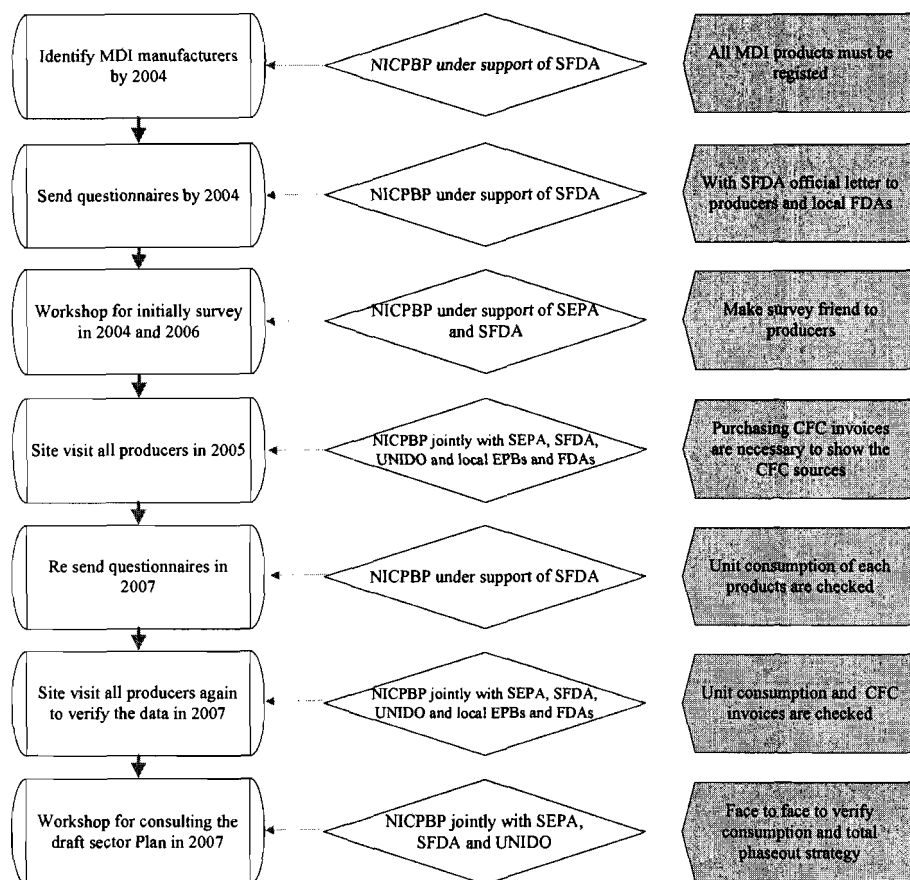 Identify MDI manufacturers
by 2004
NICPBP under support of SFDA
All MDI products must be
registed
Send questionnaires by 2004
NICPBP under support of SFDA
With SFDA official letter to
producers and local FDAs
Workshop for initially survey
in 2004 and 2006
NICPBP under support of SEPA
and SFDA
Make survey friend to
producers
Site visit all producers in 2005
NICPBP jointly with SEPA, SFDA,
UNIDO and local EPBs and FDAs
Purchasing CFC invoices
are necessary to show the
CFC sources
Re send questionnaires in
2007
NICPBP under support of SFDA
Unit consumption of each
products are checked
Site visit all producers again
to verify the data in 2007
NICPBP jointly with SEPA, SFDA,
UNIDO and local EPBs and FDAs
Unit consumption and CFC
invoices are checked
Workshop for consulting the
draft sector Plan in 2007
NICPBP jointly with SEPA,
SFDA and UNIDO
Face to face to verify
consumption and total
phaseout strategy